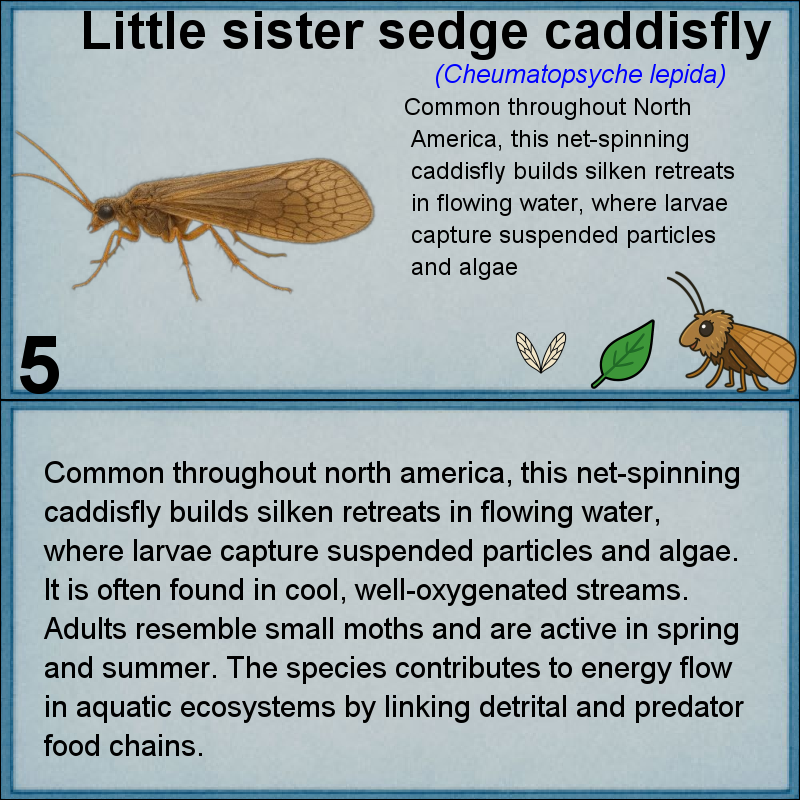 Little sister sedge caddisfly
(Cheumatopsyche lepida)
Common throughout North
America, this net-spinning
caddisfly builds silken retreats
in flowing water, where larvae
capture suspended particles
and algae
5
Common throughout north america, this net-spinning
caddisfly builds silken retreats in flowing water,
where larvae capture suspended particles and algae.
It is often found in cool, well-oxygenated streams.
Adults resemble small moths and are active in spring
and summer. The species contributes to energy flow
in aquatic ecosystems by linking detrital and predator
food chains.